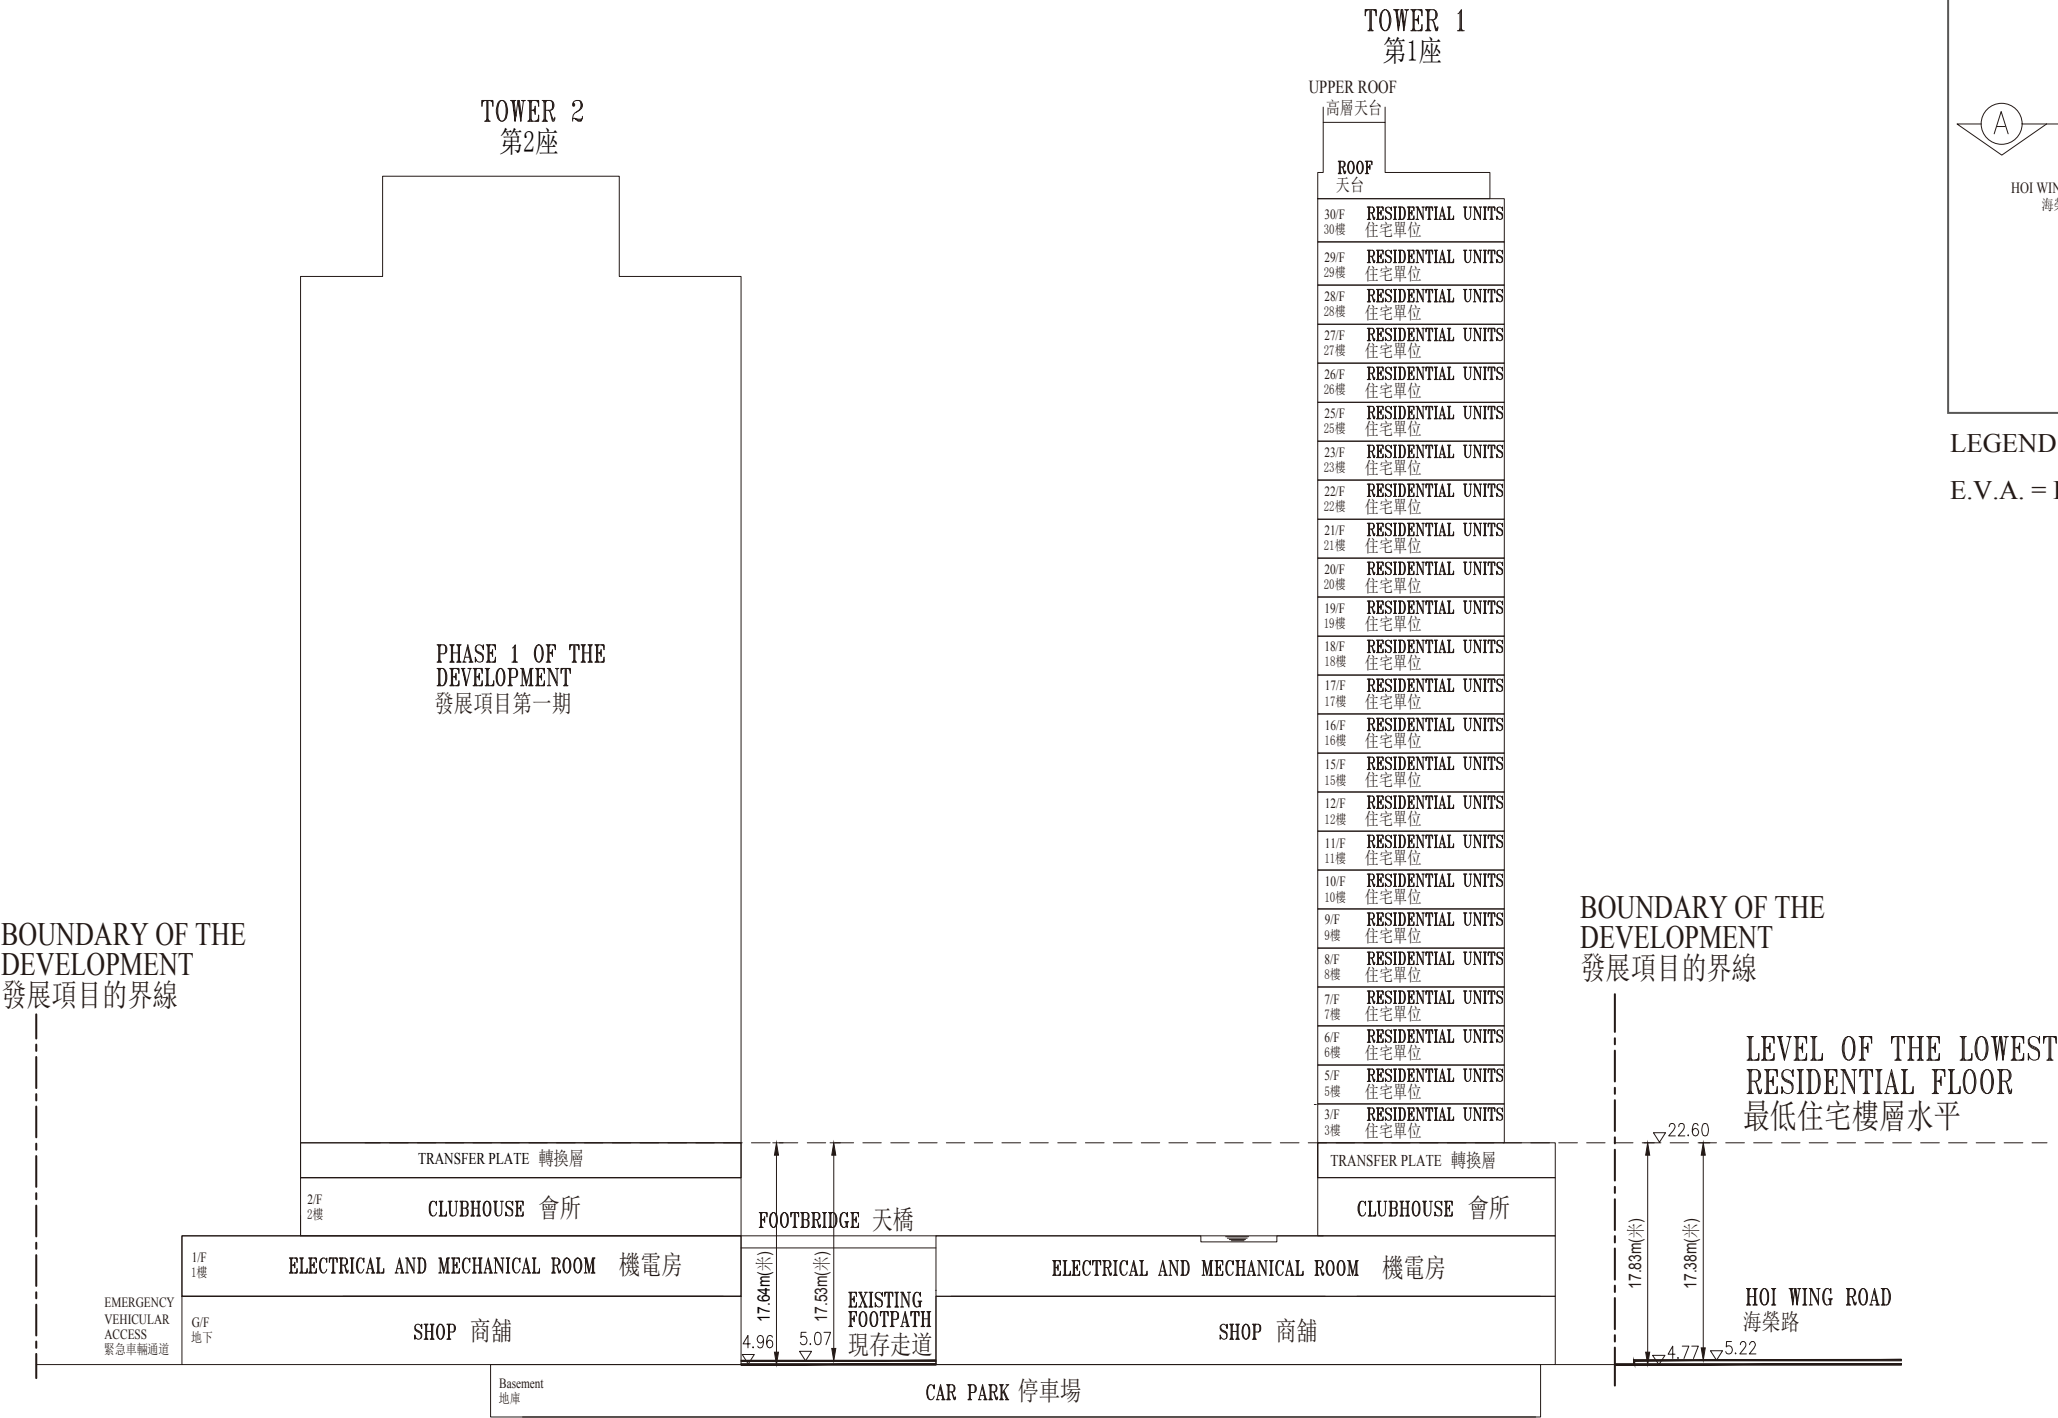 TOWER 1
第1座
UPPER ROOF
高層天台
ROOF
天台
TOWER 2
第2座
A
HOI WIN
LEGEND
E.V.A. =
30/F RESIDENTIAL UNITS
30樓 住宅單位
29/F RESIDENTIAL UNITS
29樓 住宅單位
28/F RESIDENTIAL UNITS
28樓 住宅單位
27/F RESIDENTIAL UNITS
27樓 住宅單位
26/F RESIDENTIAL UNITS
26樓 住宅單位
25/F RESIDENTIAL UNITS
25樓 住宅單位
23/F RESIDENTIAL UNITS
23樓 住宅單位
22/F RESIDENTIAL UNITS
22樓 住宅單位
21/F RESIDENTIAL UNITS
21樓 住宅單位
20/F RESIDENTIAL UNITS
20樓 住宅單位
19/F RESIDENTIAL UNITS
19樓 住宅單位
18/F RESIDENTIAL UNITS
18樓 住宅單位
17/F RESIDENTIAL UNITS
17樓 住宅單位
16/F RESIDENTIAL UNITS
16樓 住宅單位
15/F RESIDENTIAL UNITS
15樓 住宅單位
12/F RESIDENTIAL UNITS
12樓 住宅單位
11/F RESIDENTIAL UNITS
11樓 住宅單位
10/F RESIDENTIAL UNITS
10樓 住宅單位
9/F RESIDENTIAL UNITS
9樓 住宅單位
8/F RESIDENTIAL UNITS
8樓 住宅單位
7/F RESIDENTIAL UNITS
7樓 住宅單位
6/F RESIDENTIAL UNITS
6樓 住宅單位
5/F RESIDENTIAL UNITS
5樓 住宅單位
3/F RESIDENTIAL UNITS
3樓 住宅單位
PHASE 1 OF THE
DEVELOPMENT
發展項目第一期
BOUNDARY OF THE
DEVELOPMENT
發展項目的界線
BOUNDARY OF THE
DEVELOPMENT
發展項目的界線
LEVEL OF THE LOWEST
RESIDENTIAL FLOOR
最低住宅樓層水平
22.60
TRANSFER PLATE 轉換層
TRANSFER PLATE 轉換層
2/F
2樓
CLUBHOUSE 會所
FOOTBRIDGE 天橋
CLUBHOUSE 會所
1/F
1樓
ELECTRICAL AND MECHANICAL ROOM 機電房
17.64m(米)
17.53m(米)
ELECTRICAL AND MECHANICAL ROOM 機電房
17.83m(米)
17.38m(米)
EMERGENCY
VEHICULAR
ACCESS
緊急車輛通道
G/F
地下
SHOP 商舖
4.96
5.07
EXISTING
FOOTPATH
現存走道
SHOP 商舖
HOI WING ROAD
海榮路
4.77
5.22
Basement
地庫
CAR PARK 停車場